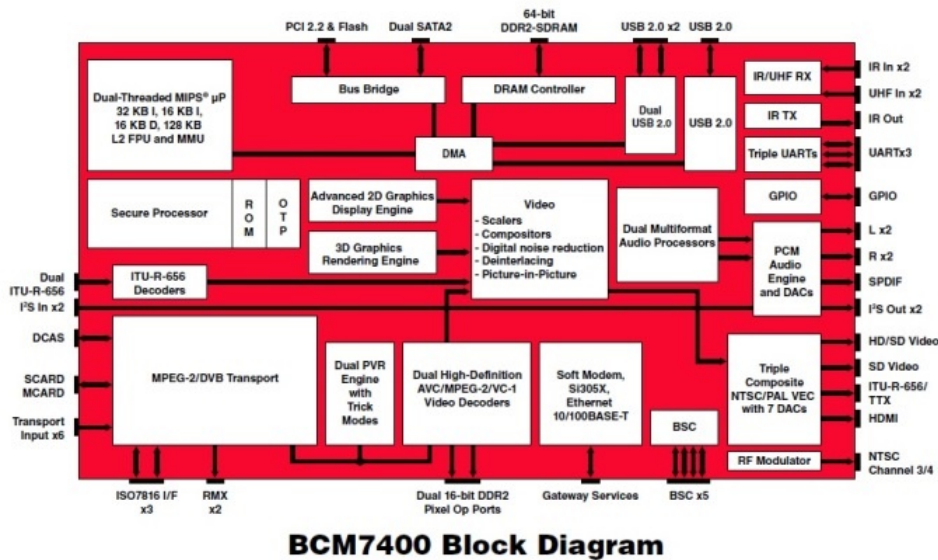 PCI 2.2 & Flash
Dual SATA2
64-bit
DDR2-SDRAM
USB 2.0 x2
USB 2.0
Dual-Threaded MIPS® µP
32 KB I, 16 KB I,
16 KB D, 128 KB
L2 FPU and MMU
Bus Bridge
DRAM Controller
Dual
USB 2.0
USB 2.0
IR/UHF RX
IR In x2
UHF In x2
IR TX
IR Out
DMA
Triple UARTs
UARTx3
Secure Processor
ROM
OTP
Advanced 2D Graphics
Display Engine
3D Graphics
Rendering Engine
Video
- Scalers
- Compositors
- Digital noise reduction
- Deinterlacing
- Picture-in-Picture
Dual Multiformat
Audio Processors
GPIO
GPIO
PCM
Audio
Engine
and DACs
L x2
R x2
SPDIF
I²S Out x2
Dual
ITU-R-656
I²S In x2
ITU-R-656
Decoders
DCAS
SCARD
MCARD
Transport
Input x6
MPEG-2/DVB Transport
Dual PVR
Engine
with
Trick
Modes
Dual High-Definition
AVC/MPEG-2/VC-1
Video Decoders
Soft Modem,
Si305X,
Ethernet
10/100BASE-T
BSC
Triple
Composite
NTSC/PAL VEC
with 7 DACs
HD/SD Video
SD Video
ITU-R-656/
TTX
HDMI
RF Modulator
NTSC
Channel 3/4
ISO7816 I/F
x3
RMX
x2
Dual 16-bit DDR2
Pixel Op Ports
Gateway Services
BSC x5
BCM7400 Block Diagram